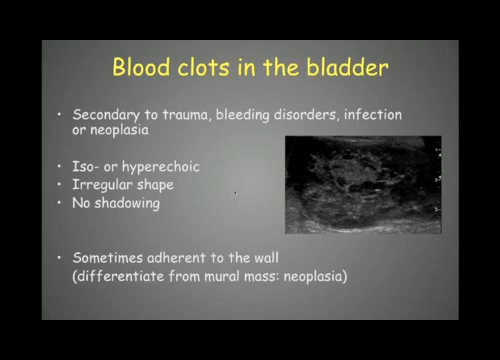 Blood clots in the bladder
• Secondary to trauma, bleeding disorders, infection
or neoplasia
• Iso- or hyperechoic
• Irregular shape
• No shadowing
• Sometimes adherent to the wall
(differentiate from mural mass: neoplasia)